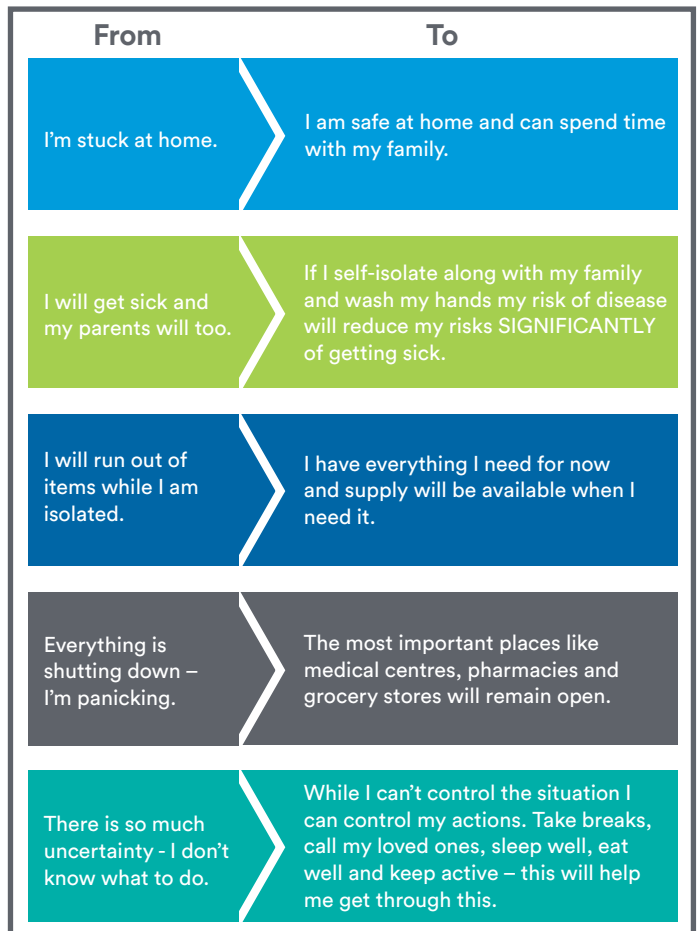 From
To
I'm stuck at home.
I am safe at home and can spend time
with my family.
I will get sick and
my parents will too.
If I self-isolate along with my family
and wash my hands my risk of disease
will reduce my risks SIGNIFICANTLY
of getting sick.
I will run out of
items while I am
isolated.
I have everything I need for now
and supply will be available when I
need it.
Everything is
shutting down –
I'm panicking.
The most important places like
medical centres, pharmacies and
grocery stores will remain open.
There is so much
uncertainty - I don't
know what to do.
While I can't control the situation I
can control my actions. Take breaks,
call my loved ones, sleep well, eat
well and keep active – this will help
me get through this.